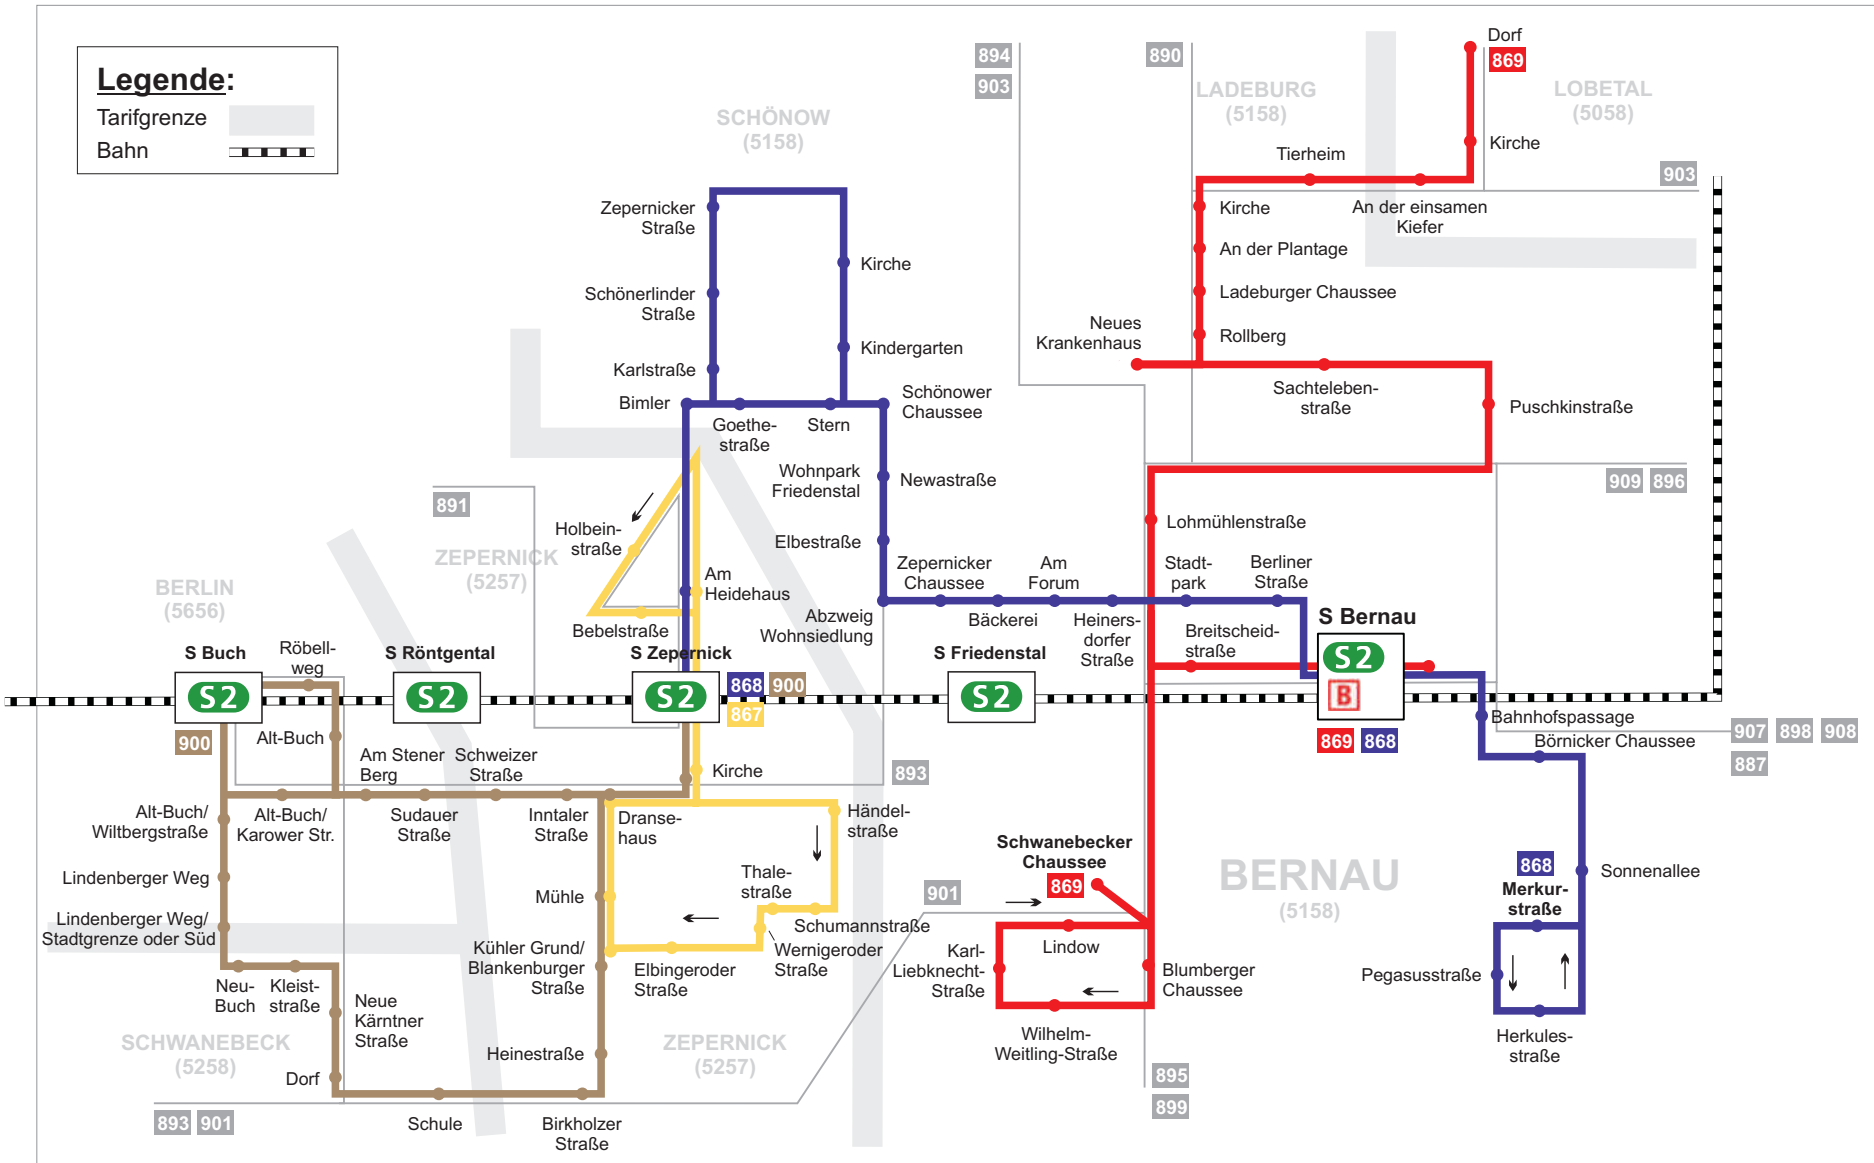 Legende:
Tarifgrenze
Bahn
894
903
890
Dorf
869
LADEBURG
(5158)
LOBETAL
(5058)
SCHÖNOW
(5158)
Kirche
Tierheim
903
An der einsamen
Kiefer
Zepernicker
Straße
Kirche
An der Plantage
Kirche
Schönerlinder
Straße
Ladeburger Chaussee
Neues
Krankenhaus
Rollberg
Kindergarten
Karlstraße
Schönower
Chaussee
Sachteleben-
straße
Puschkinstraße
Bimler
Goethe-
straße
Stern
Wohnpark
Friedenstal
Newastraße
909 896
891
Holbein-
straße
Lohmühlenstraße
Elbestraße
ZEPERNICK
(5257)
Zepernicker
Chaussee
Am
Forum
Stadt-
park
Berliner
Straße
BERLIN
(5656)
Am
Heidehaus
Abzweig
Wohnsiedlung
Bäckerei
Heiners-
dorfer
Straße
Breitscheid-
straße
S Bernau
S2
B
869 868
Bebelstraße
S Buch
S2
900
Röbell-
weg
S Röntgental
S2
S Zepernick
S2
868 900
867
S Friedenstal
S2
Bahnhofspassage
Börnicker Chaussee
907 898 908
887
Alt-Buch
Am Stener
Berg
Schweizer
Straße
Kirche
893
Alt-Buch/
Wiltbergstraße
Alt-Buch/
Karower Str.
Sudauer
Straße
Inntaler
Straße
Dranse-
haus
Händel-
straße
Schwanebecker
Chaussee
869
BERNAU
(5158)
868
Merkur-
straße
Sonnenallee
Lindenberger Weg
Mühle
Thale-
straße
901
Lindenberger Weg/
Stadtgrenze oder Süd
Schumannstraße
Wernigeroder
Straße
Kühler Grund/
Blankenburger
Straße
Elbingeroder
Straße
Karl-
Liebknecht-
Straße
Lindow
Blumberger
Chaussee
Pegasusstraße
Neu-
Buch
Kleist-
straße
Neue
Kärntner
Straße
Wilhelm-
Weitling-Straße
Herkules-
straße
SCHWANEBECK
(5258)
Heinestraße
ZEPERNICK
(5257)
Dorf
895
899
893 901
Schule
Birkholzer
Straße